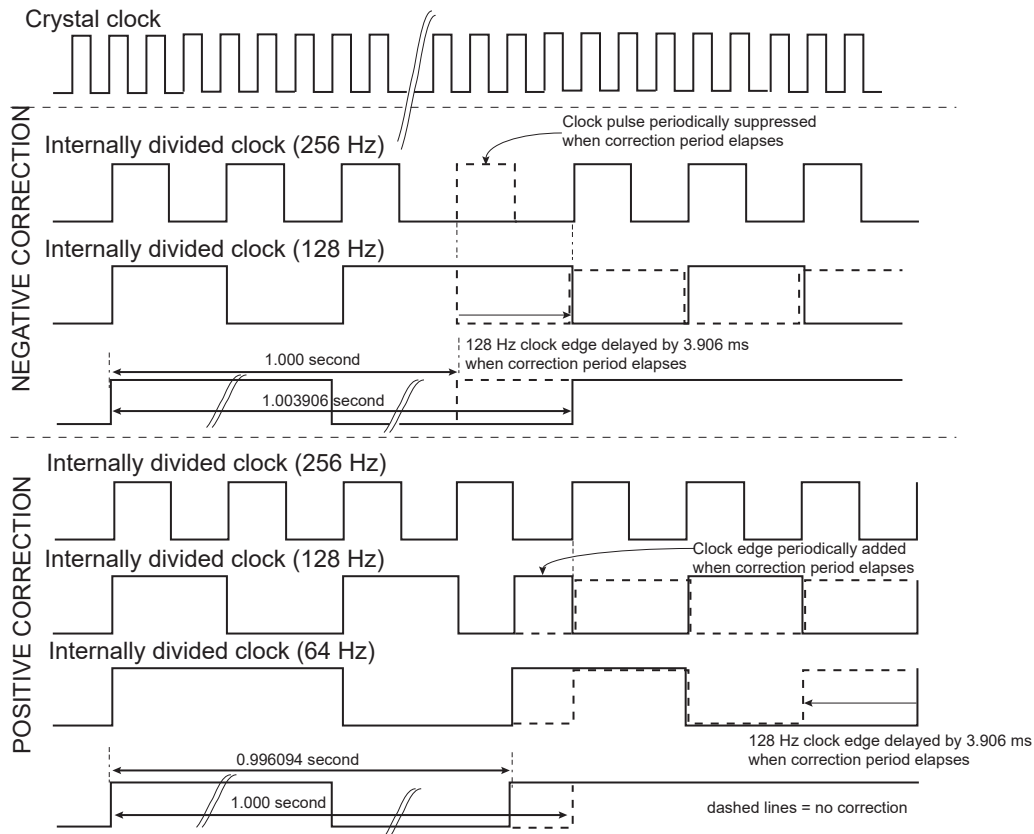 Crystal clock
NEGATIVE CORRECTION
Clock pulse periodically suppressed
when correction period elapses
Internally divided clock (256 Hz)
Internally divided clock (128 Hz)
128 Hz clock edge delayed by 3.906 ms
when correction period elapses
1.000 second
1.003906 second
POSITIVE CORRECTION
Internally divided clock (256 Hz)
Internally divided clock (128 Hz)
Clock edge periodically added
when correction period elapses
Internally divided clock (64 Hz)
128 Hz clock edge delayed by 3.906 ms
when correction period elapses
0.996094 second
1.000 second
dashed lines = no correction